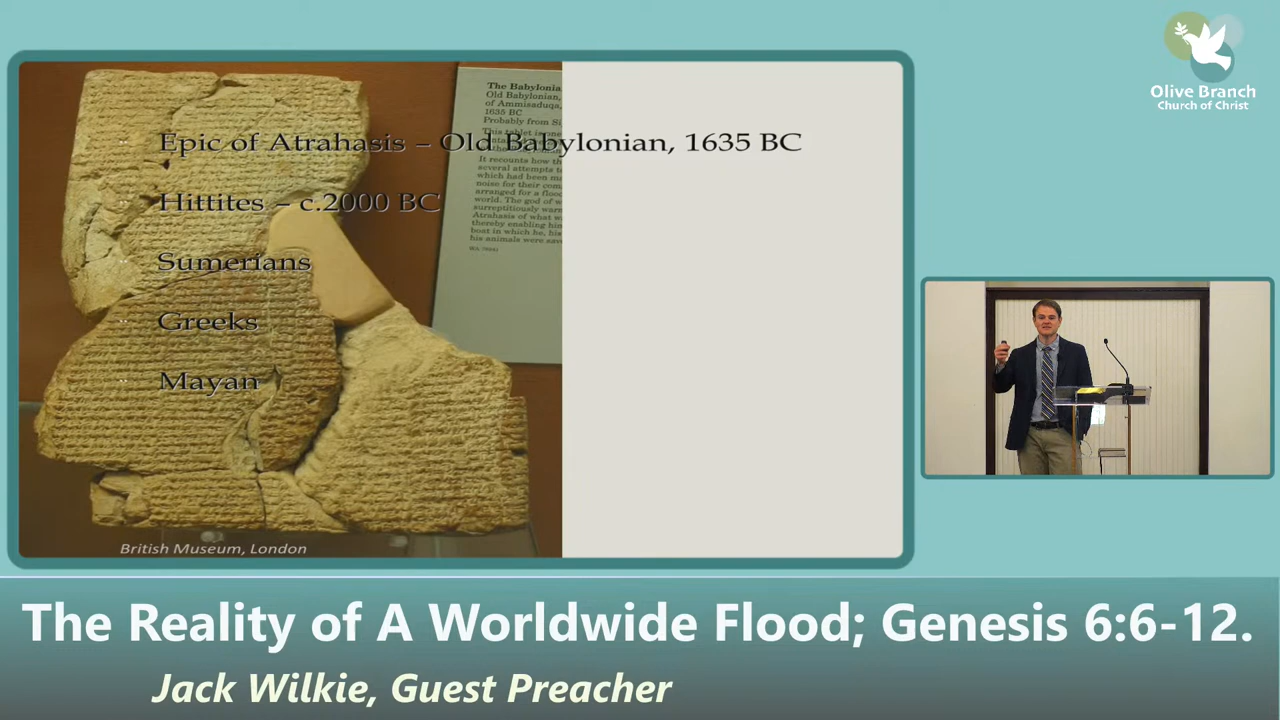 Olive Branch
Church of Christ
The Babylonia
Old Babylonian,
of Ammisaduqa,
1635 BC
Probably from Si
It recounts how th
several attempts t
which had been m
noise for their com
arranged for a flood
world. The god of w
surreptitiously warn
Atrahasis of what w
thereby enabling him
boat in which he, his
his animals were save
Epic of Atrahasis – Old Babylonian, 1635 BC
Hittites – c.2000 BC
Sumerians
Greeks
Mayan
British Museum, London
The Reality of A Worldwide Flood; Genesis 6:6-12.
Jack Wilkie, Guest Preacher